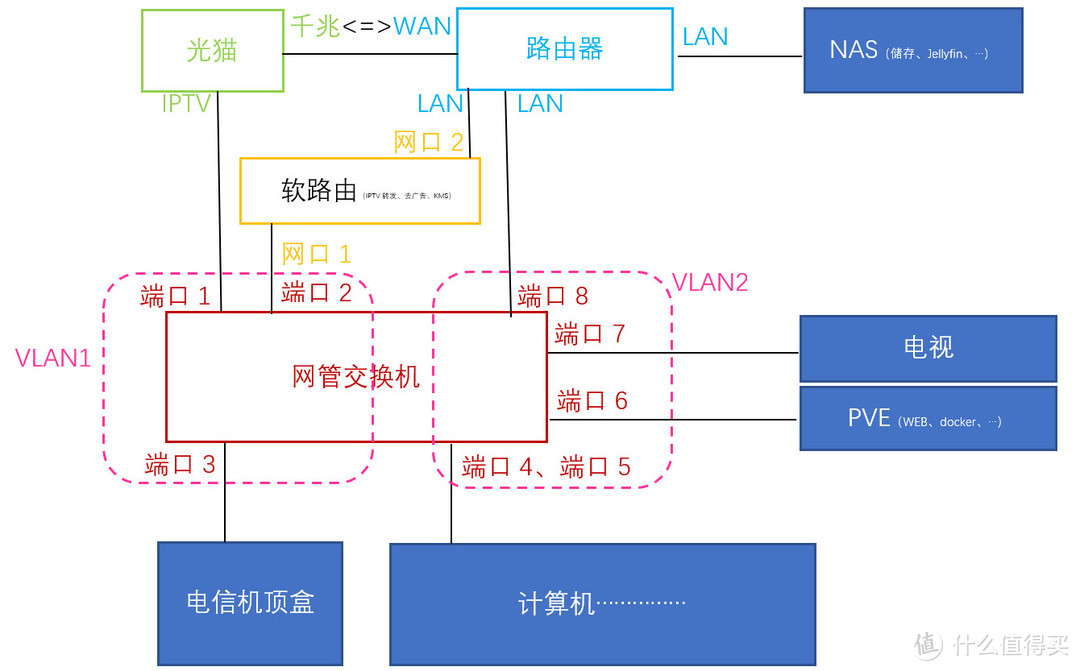 千兆<=>WAN
光猫
路由器
LAN
NAS（储存、Jellyfin、…）
IPTV
LAN
LAN
网口 2
软路由（IPTV 转发、去广告、KMS）
网口 1
VLAN2
端口 1
端口 2
端口 8
端口 7
VLAN1
电视
网管交换机
端口 6
PVE（WEB、docker、…）
端口 3
端口 4、端口 5
电信机顶盒
计算机……………
值 什么值得买